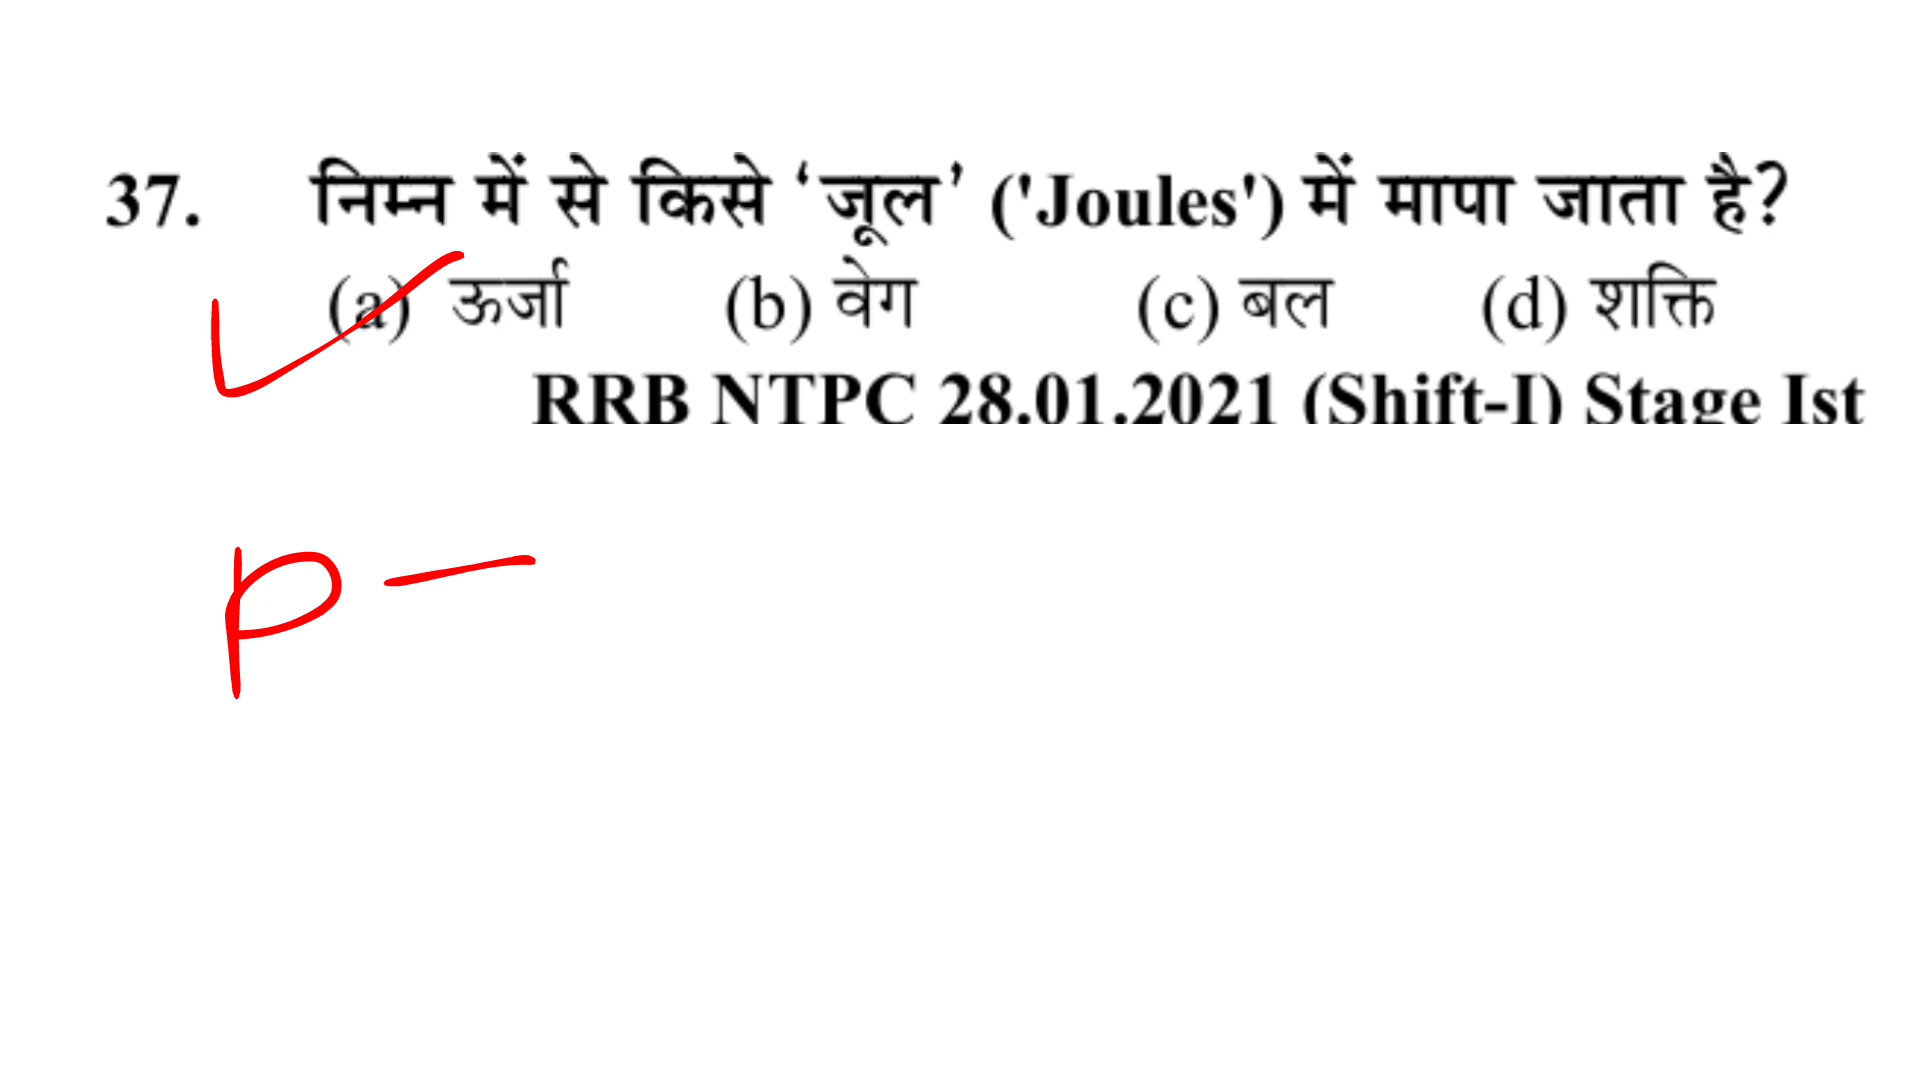 37. निम्न में से किसे ‘जूल’ ('Joules') में मापा जाता है?
(a) ऊर्जा (b) वेग (c) बल (d) शक्ति
RRB NTPC 28.01.2021 (Shift-I) Stage Ist
P —